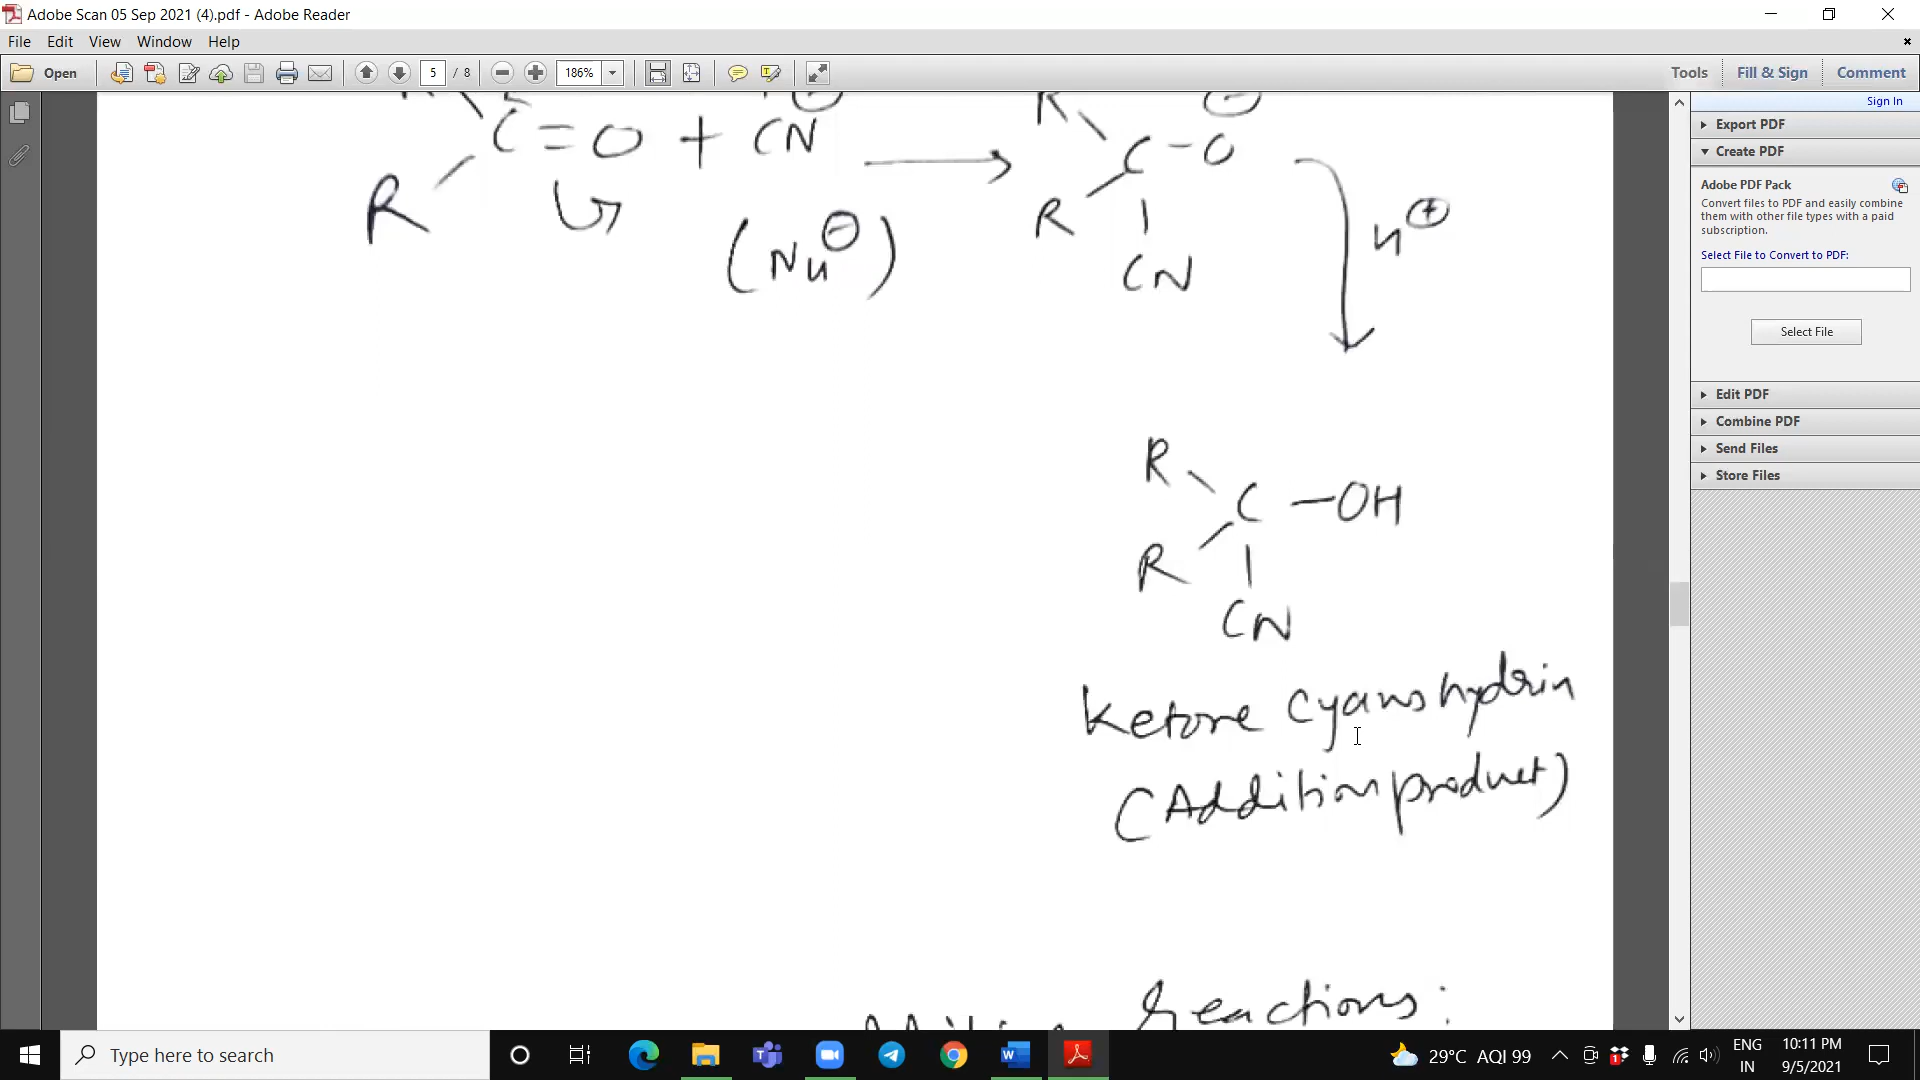 Adobe Scan 05 Sep 2021 (4).pdf - Adobe Reader
File Edit View Window Help
Open 5 / 8 186% Tools Fill & Sign Comment
Sign In
Export PDF
Create PDF
Adobe PDF Pack
Convert files to PDF and easily combine
them with other file types with a paid
subscription.
Select File to Convert to PDF:
Select File
Edit PDF
Combine PDF
Send Files
Store Files
R
C=O + CN
R
(Nu⊖)
R ⊖
C-O
R
CN
H⊕
R
C-OH
R
CN
Ketone Cyanohydrin
(Addition product)
Reactions:
Type here to search
29°C AQI 99
ENG
IN
10:11 PM
9/5/2021